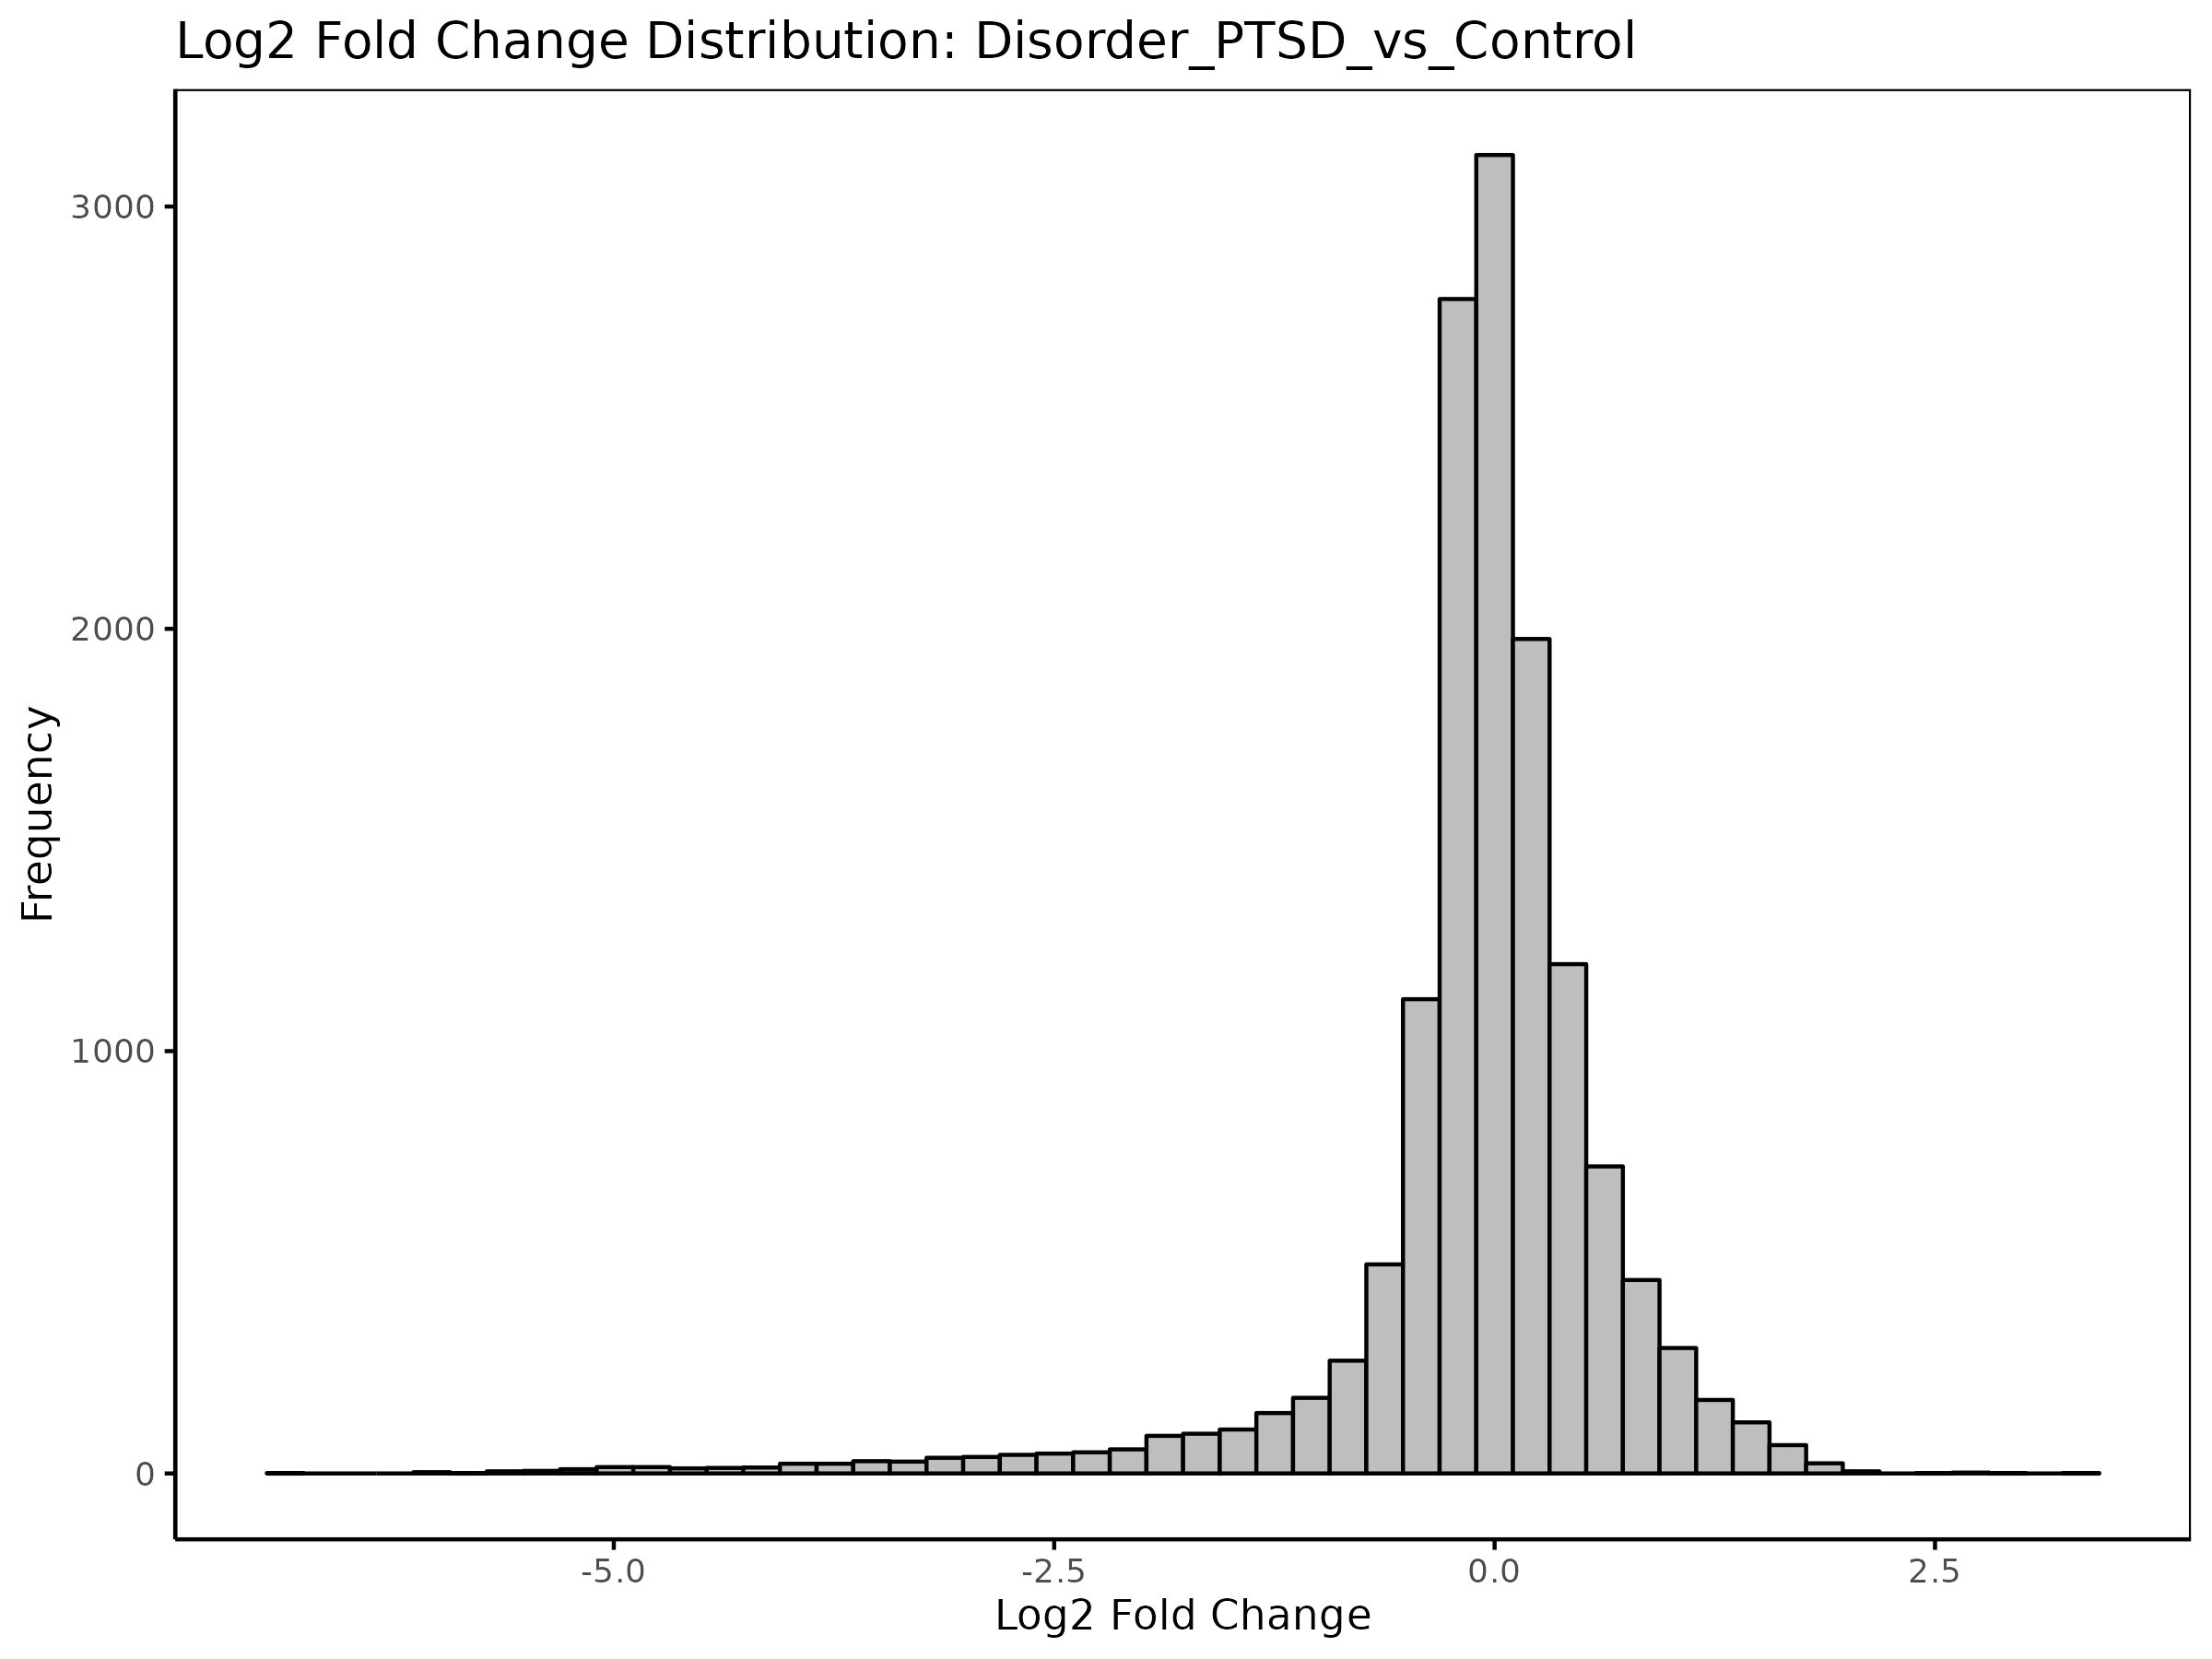 Log2 Fold Change Distribution: Disorder_PTSD_vs_Control
3000
2000
1000
0
Frequency
-5.0
-2.5
0.0
2.5
Log2 Fold Change